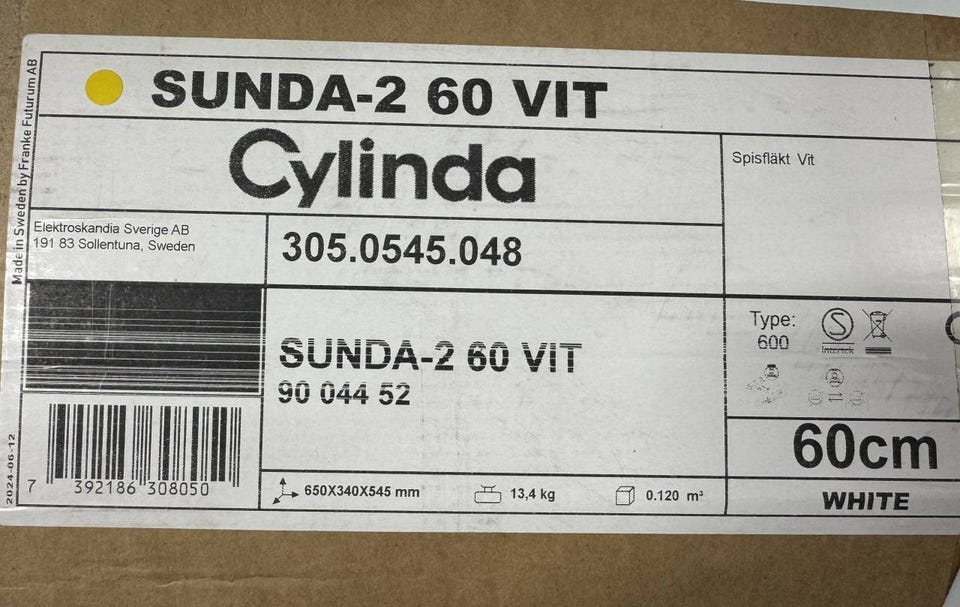 SUNDA-2 60 VIT
Cylinda
Spisfläkt Vit
Made in Sweden by Franke Futurum AB
Elektroskandia Sverige AB
191 83 Sollentuna, Sweden
305.0545.048
SUNDA-2 60 VIT
90 044 52
Type:
600
S
Intertek
60cm
WHITE
2024-06-12
7 392186 308050
650X340X545 mm
13,4 kg
0.120 m³